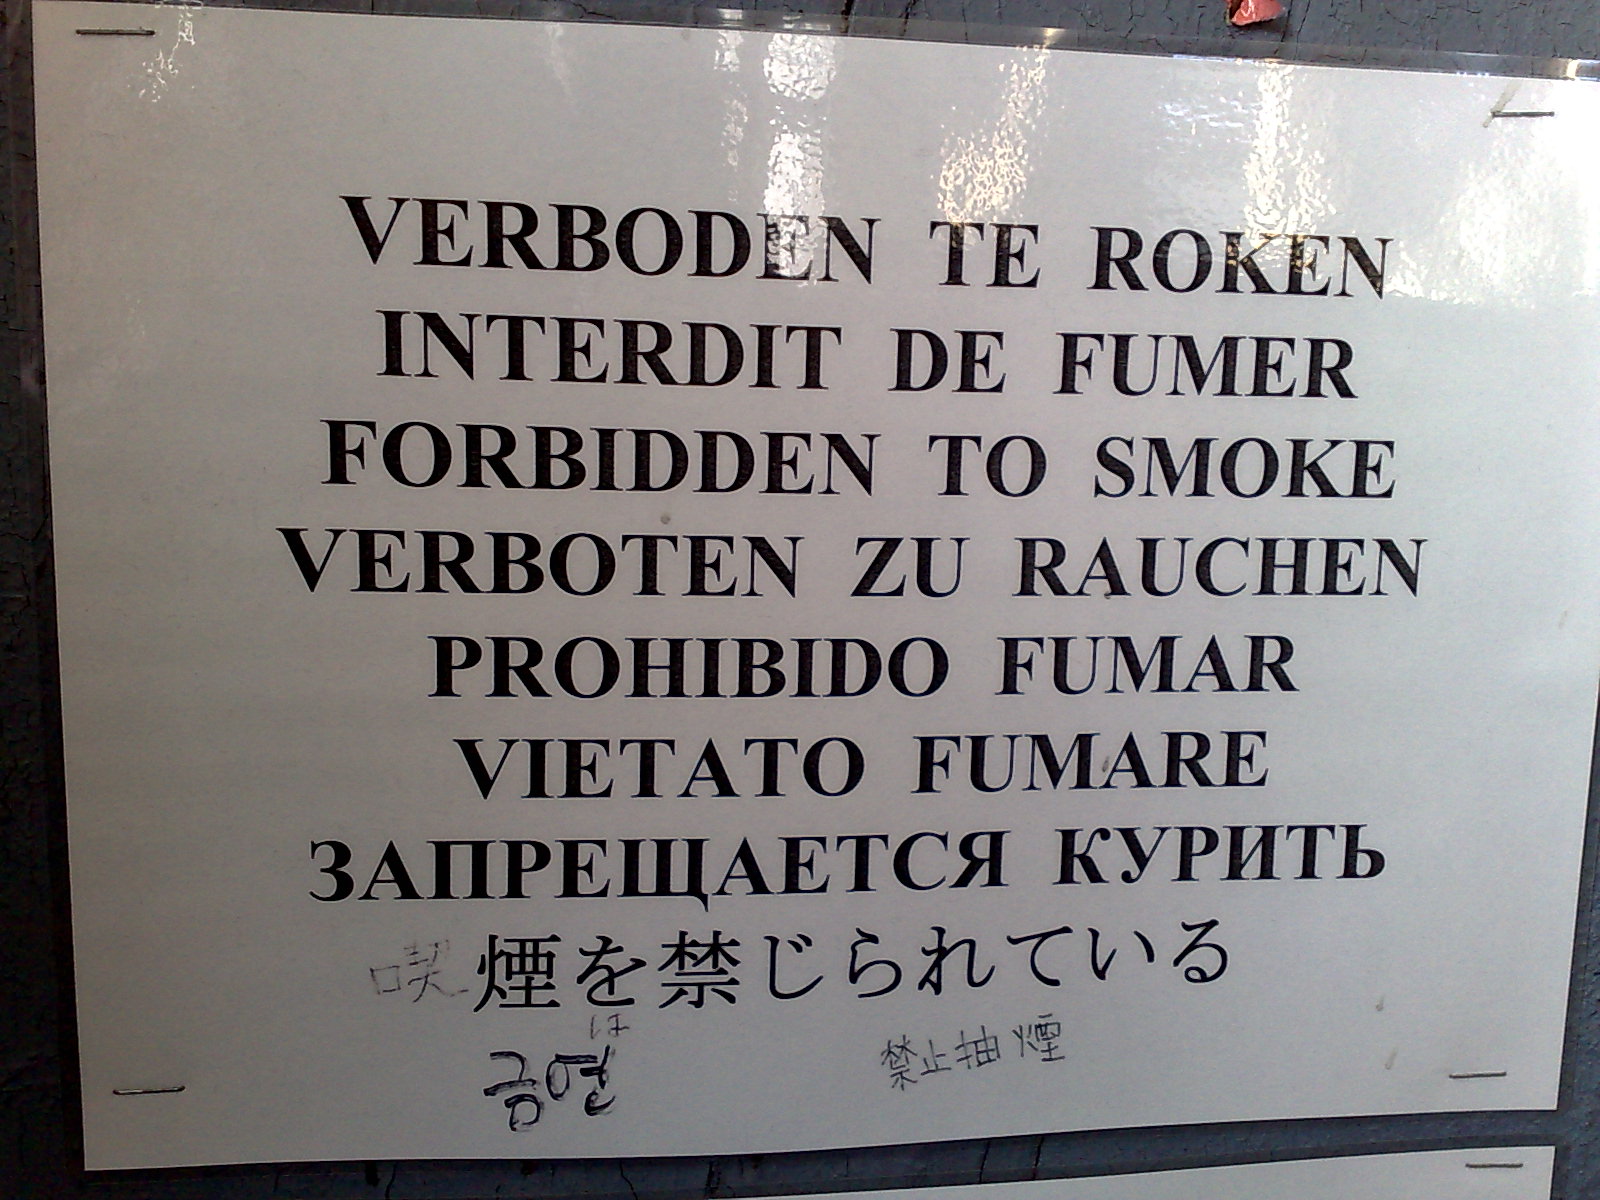 VERBODEN TE ROKEN
INTERDIT DE FUMER
FORBIDDEN TO SMOKE
VERBOTEN ZU RAUCHEN
PROHIBIDO FUMAR
VIETATO FUMARE
ЗАПРЕЩАЕТСЯ КУРИТЬ
喫煙を禁じられている
は
금연
禁止抽煙